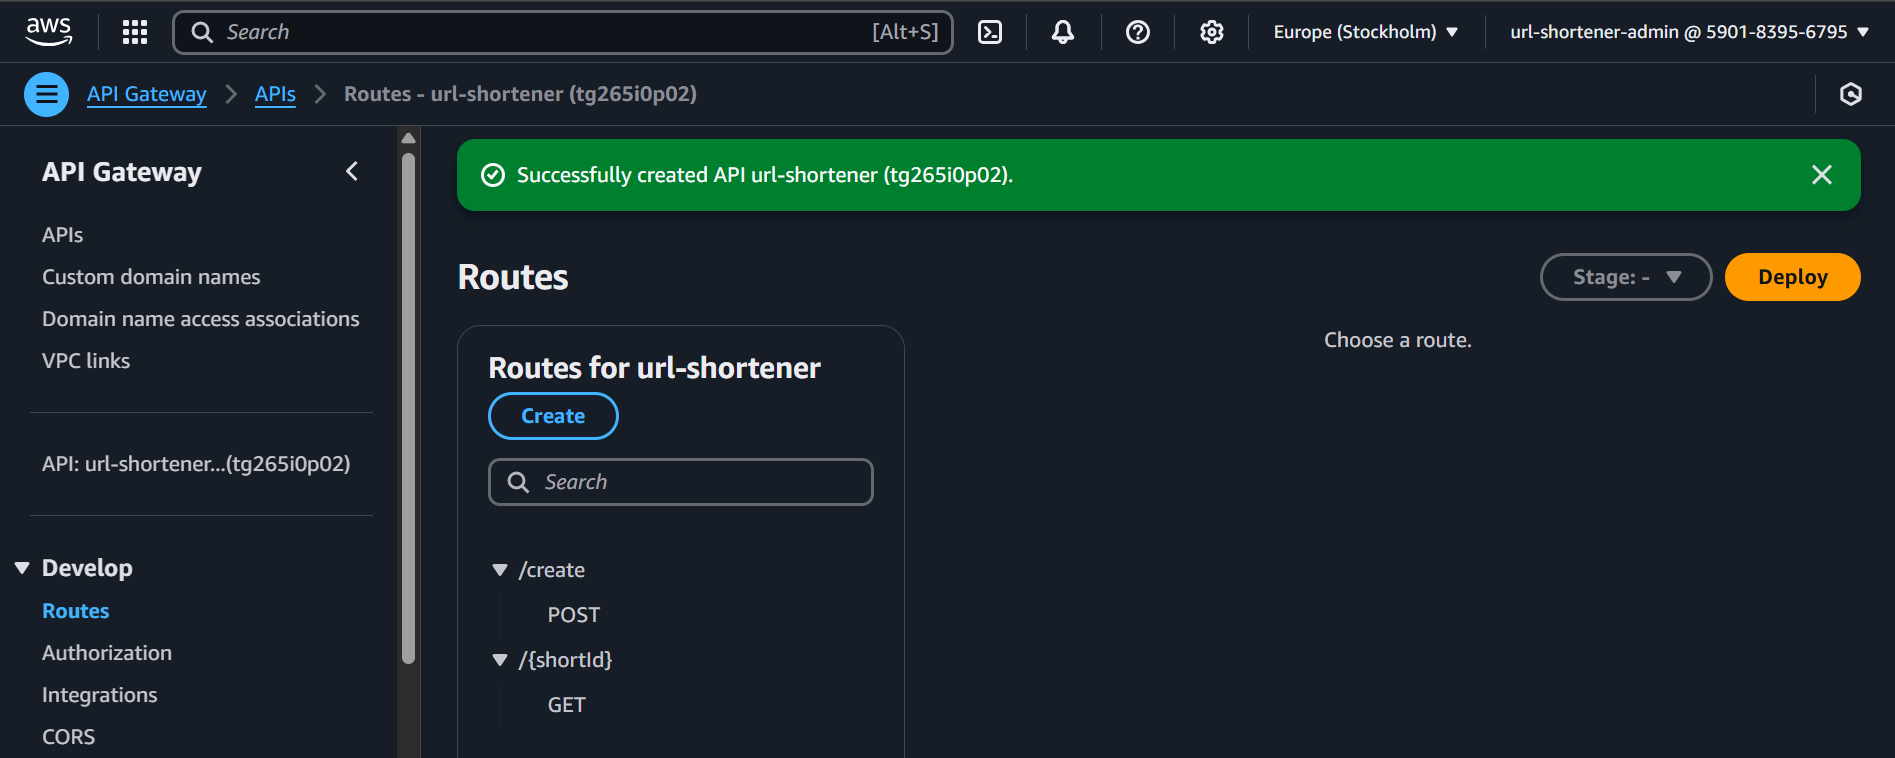 aws
Search
[Alt+S]
Europe (Stockholm)
url-shortener-admin @ 5901-8395-6795
API Gateway
APIs
Routes - url-shortener (tg265i0p02)
API Gateway
APIs
Custom domain names
Domain name access associations
VPC links
API: url-shortener...(tg265i0p02)
Develop
Routes
Authorization
Integrations
CORS
Successfully created API url-shortener (tg265i0p02).
Routes
Stage: -
Deploy
Routes for url-shortener
Create
Search
/create
POST
/{shortId}
GET
Choose a route.